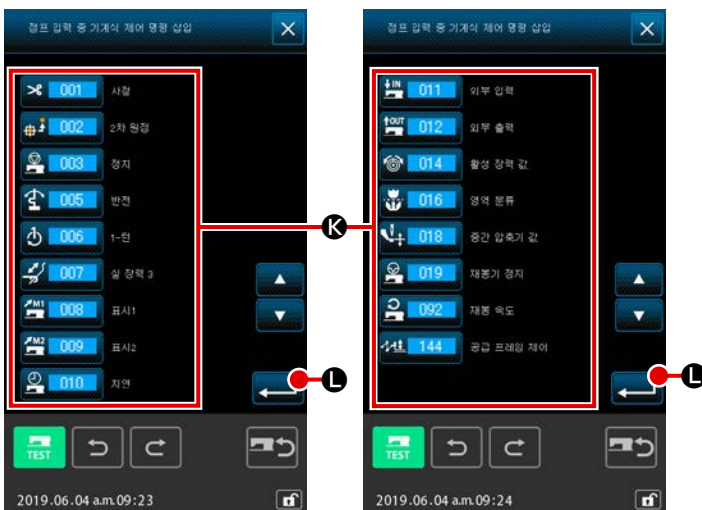 점프 입력 중 기계식 제어 명령 삽입
001 사절
002 2차 원점
003 정지
005 반전
006 1-턴
007 실 장력 3
M1 008 표시1
M2 009 표시2
010 지연
K
L
TEST
2019.06.04 a.m.09:23
점프 입력 중 기계식 제어 명령 삽입
IN 011 외부 입력
OUT 012 외부 출력
014 활성 장력 값
016 영역 분류
018 중간 압축기 값
019 재봉기 정지
092 재봉 속도
144 공급 프레임 제어
L
TEST
2019.06.04 a.m.09:24